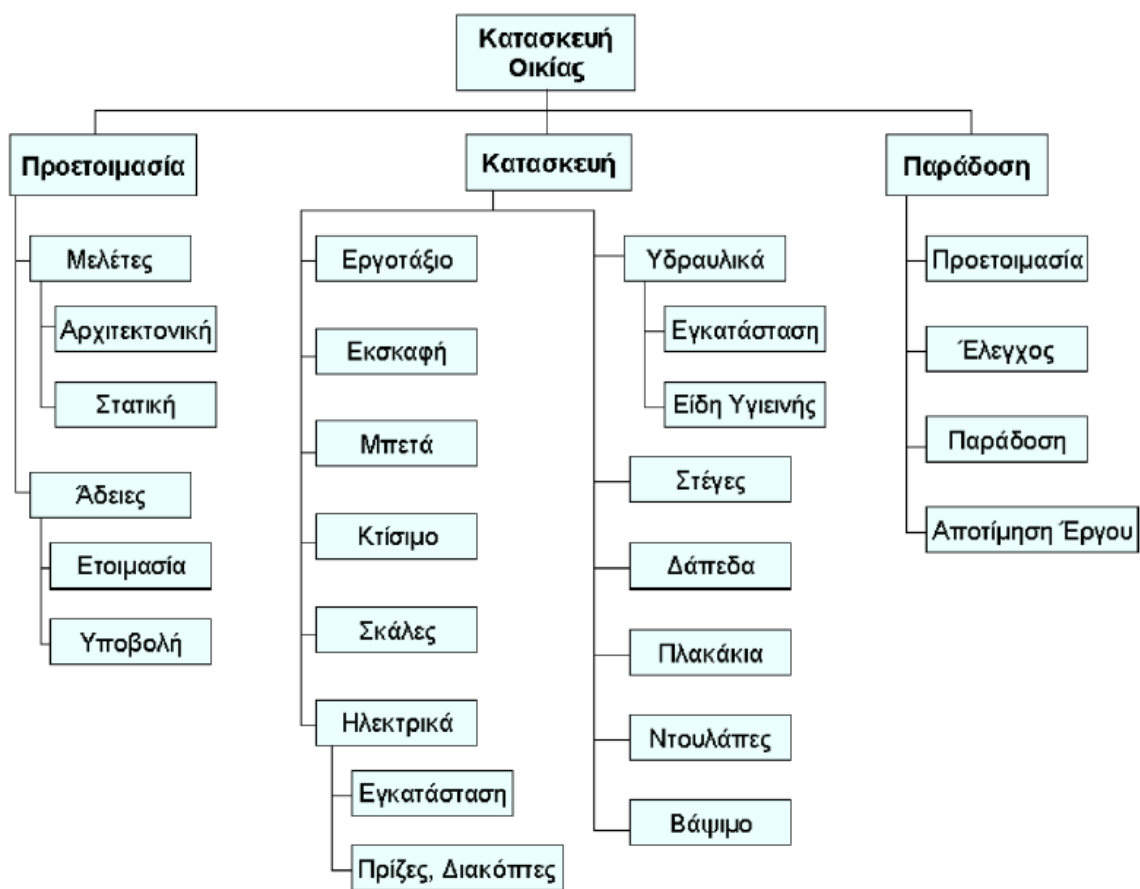 Κατασκευή
Οικίας
Προετοιμασία
Μελέτες
Αρχιτεκτονική
Στατική
Άδειες
Ετοιμασία
Υποβολή
Κατασκευή
Εργοτάξιο
Εκσκαφή
Μπετά
Κτίσιμο
Σκάλες
Ηλεκτρικά
Εγκατάσταση
Πρίζες, Διακόπτες
Υδραυλικά
Εγκατάσταση
Είδη Υγιεινής
Στέγες
Δάπεδα
Πλακάκια
Ντουλάπες
Βάψιμο
Παράδοση
Προετοιμασία
Έλεγχος
Παράδοση
Αποτίμηση Έργου